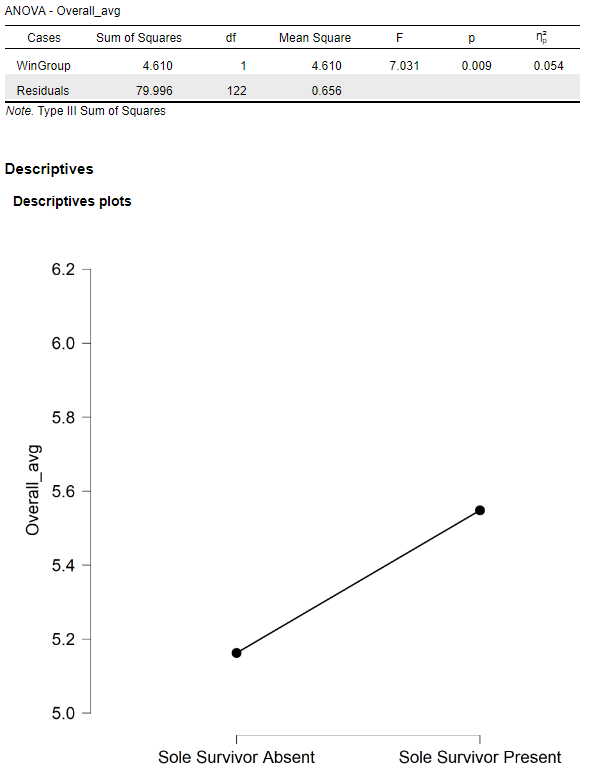 ANOVA - Overall_avg
Cases Sum of Squares df Mean Square F p η²p
WinGroup 4.610 1 4.610 7.031 0.009 0.054
Residuals 79.996 122 0.656
Note. Type III Sum of Squares
Descriptives
Descriptives plots
6.2
6.0
5.8
5.6
5.4
5.2
5.0
Overall_avg
Sole Survivor Absent Sole Survivor Present